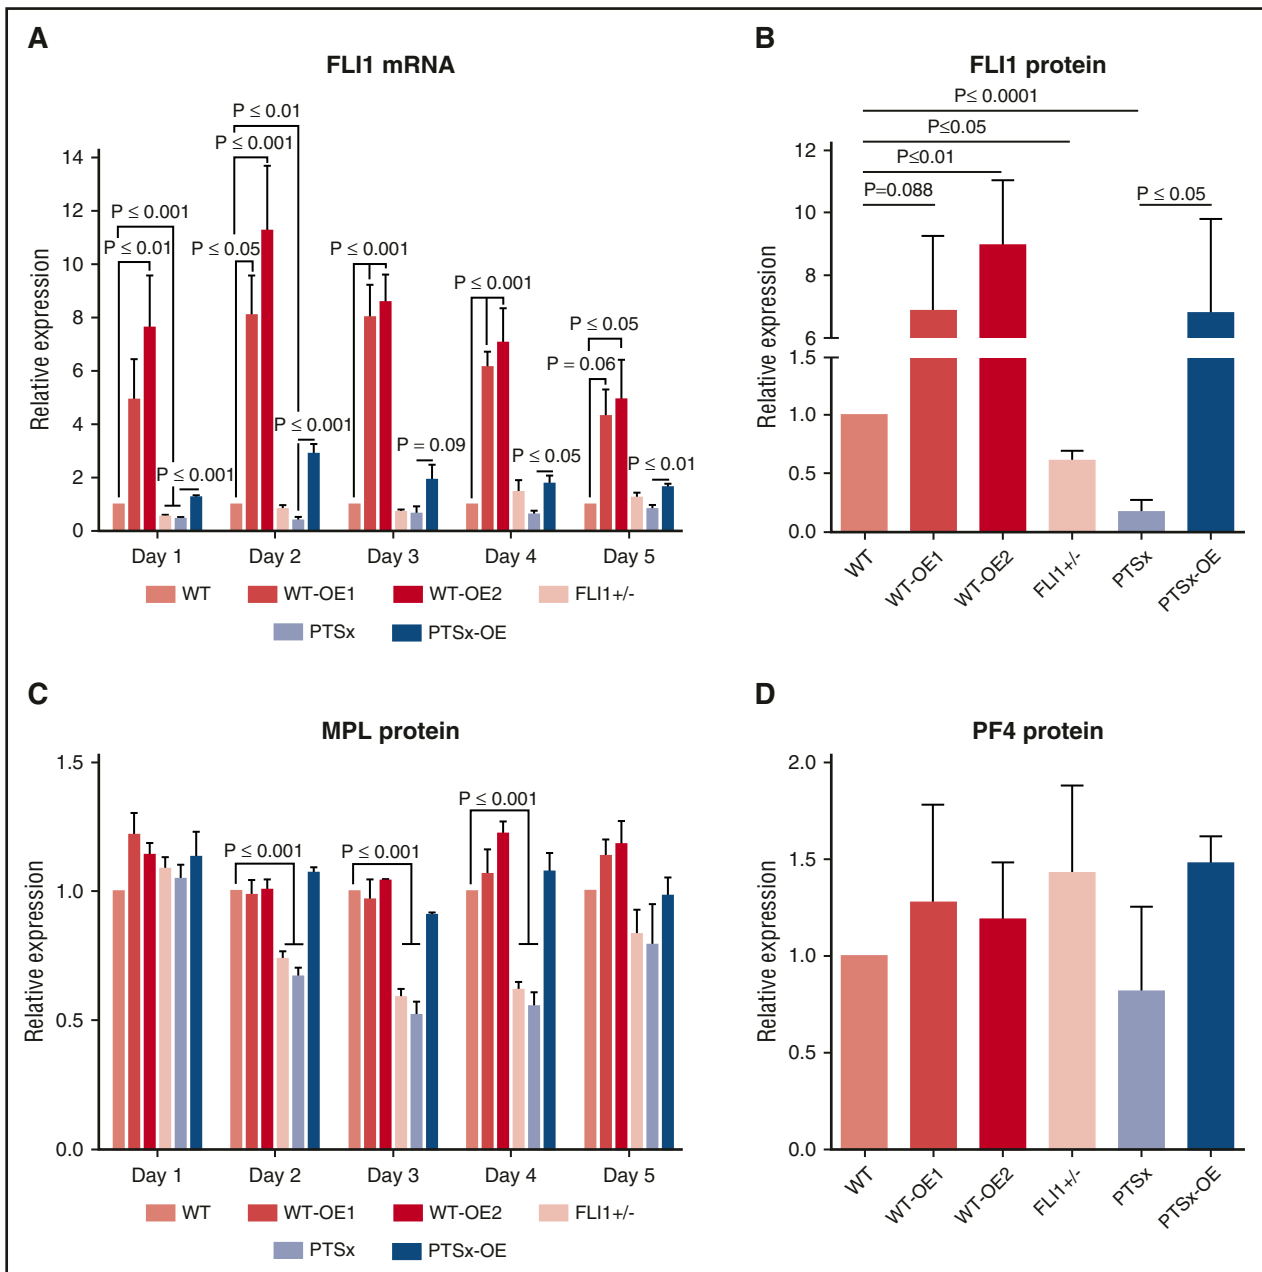 A
FLI1 mRNA
Relative expression
14
12
10
8
6
4
2
0
P ≤ 0.001
P ≤ 0.01
P ≤ 0.001
P ≤ 0.01
P ≤ 0.001
P ≤ 0.05
P ≤ 0.001
P ≤ 0.001
P = 0.09
P ≤ 0.001
P ≤ 0.05
P ≤ 0.05
P = 0.06
P ≤ 0.01
Day 1 Day 2 Day 3 Day 4 Day 5
WT WT-OE1 WT-OE2 FLI1+/-
PTSx PTSx-OE
B
FLI1 protein
Relative expression
12
10
8
6
1.5
1.0
0.5
0.0
P≤ 0.0001
P≤0.05
P≤0.01
P=0.088
P ≤ 0.05
WT WT-OE1 WT-OE2 FLI1+/- PTSx PTSx-OE
C
MPL protein
Relative expression
1.5
1.0
0.5
0.0
P ≤ 0.001
P ≤ 0.001
P ≤ 0.001
Day 1 Day 2 Day 3 Day 4 Day 5
WT WT-OE1 WT-OE2 FLI1+/-
PTSx PTSx-OE
D
PF4 protein
Relative expression
2.0
1.5
1.0
0.5
0.0
WT WT-OE1 WT-OE2 FLI1+/- PTSx PTSx-OE